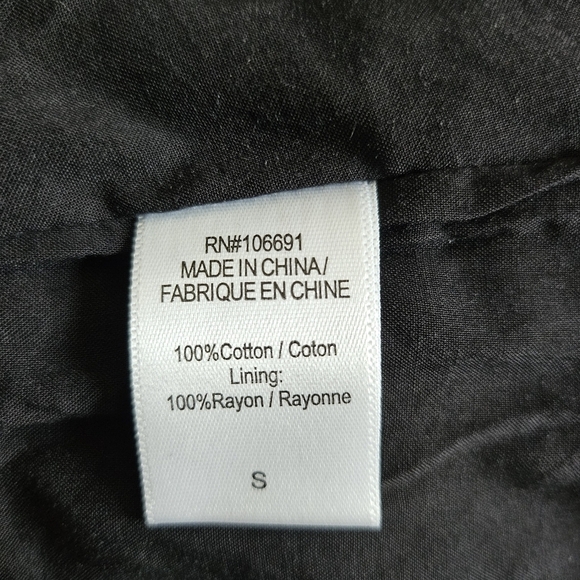 RN#106691
MADE IN CHINA/
FABRIQUE EN CHINE
100%Cotton / Coton
Lining:
100%Rayon / Rayonne
S